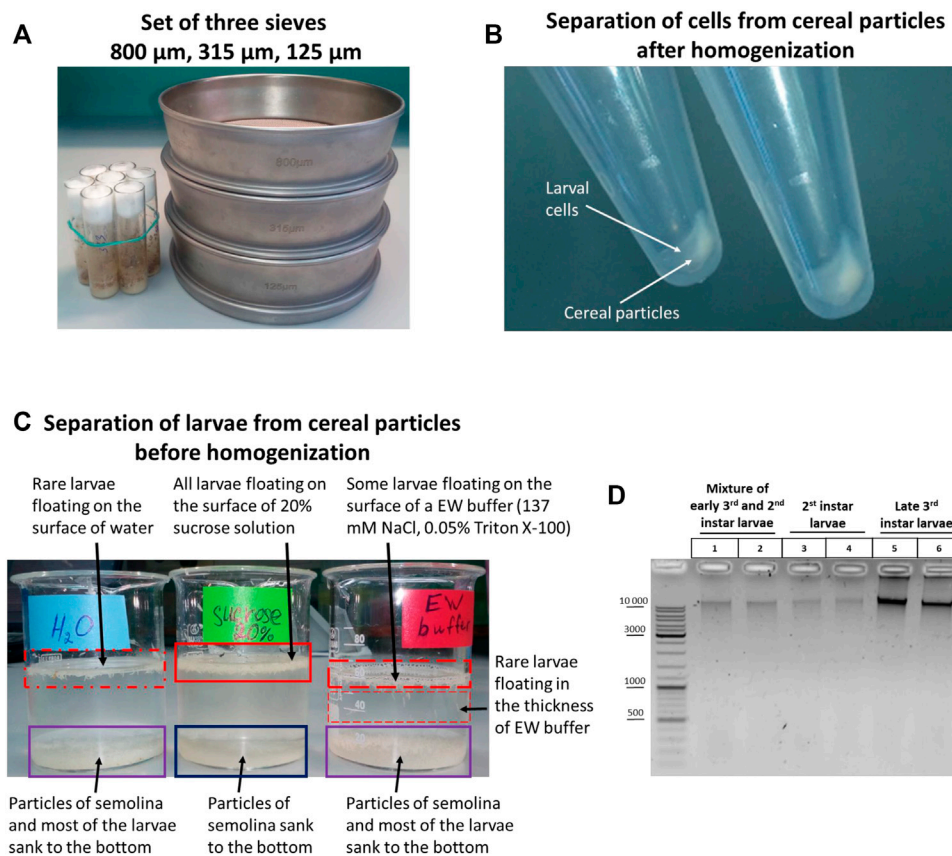 A
Set of three sieves
800 µm, 315 µm, 125 µm
800µm
315µm
125µm
B
Separation of cells from cereal particles
after homogenization
Larval
cells
Cereal particles
C
Separation of larvae from cereal particles
before homogenization
Rare larvae
floating on the
surface of water
All larvae floating on
the surface of 20%
sucrose solution
Some larvae floating on the
surface of a EW buffer (137
mM NaCl, 0.05% Triton X-100)
H2O
sucrose
20%
EW
buffer
80
40
Rare larvae
floating in
the thickness
of EW buffer
Particles of semolina
and most of the larvae
sank to the bottom
Particles of
semolina sank
to the bottom
Particles of semolina
and most of the larvae
sank to the bottom
D
Mixture of
early 3rd and 2nd
instar larvae
2st instar
larvae
Late 3rd
instar larvae
1 2 3 4 5 6
10 000
3000
1000
500